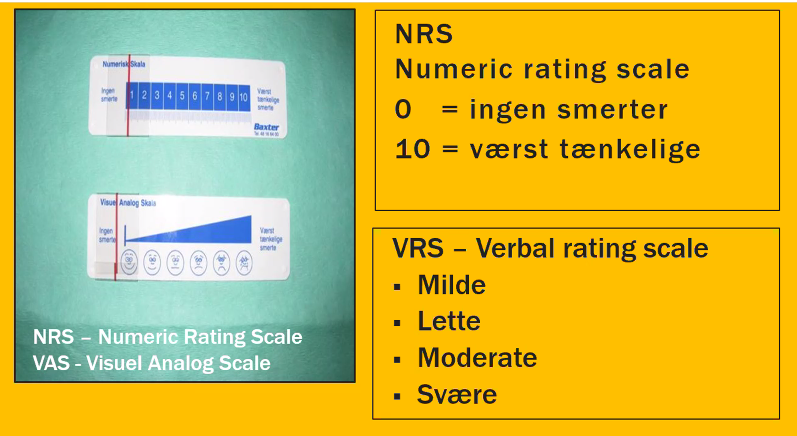 Numerisk Skala
Ingen smerte
1 2 3 4 5 6 7 8 9 10
Værst tænkelige smerte
Baxter
Visuel Analog Skala
Ingen smerte
Værst tænkelige smerte
NRS – Numeric Rating Scale
VAS - Visuel Analog Scale
NRS
Numeric rating scale
0 = ingen smerter
10 = værst tænkelige
VRS – Verbal rating scale
▪ Milde
▪ Lette
▪ Moderate
▪ Svære